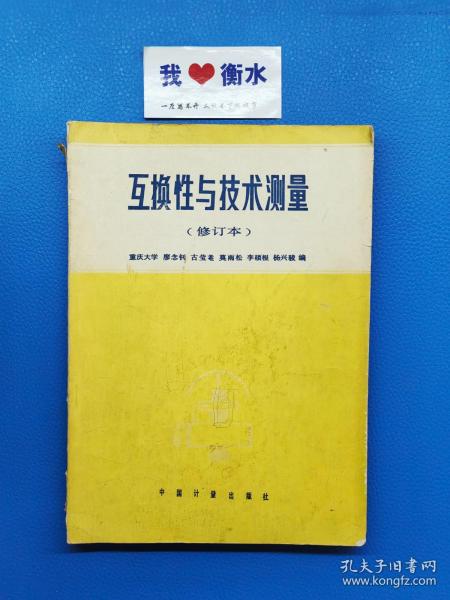 我❤衡水
互换性与技术测量
（修订本）
重庆大学 廖念钊 古莹菴 莫雨松 李硕根 杨兴骏 编
中国计量出版社
孔夫子旧书网
www.kongfz.com